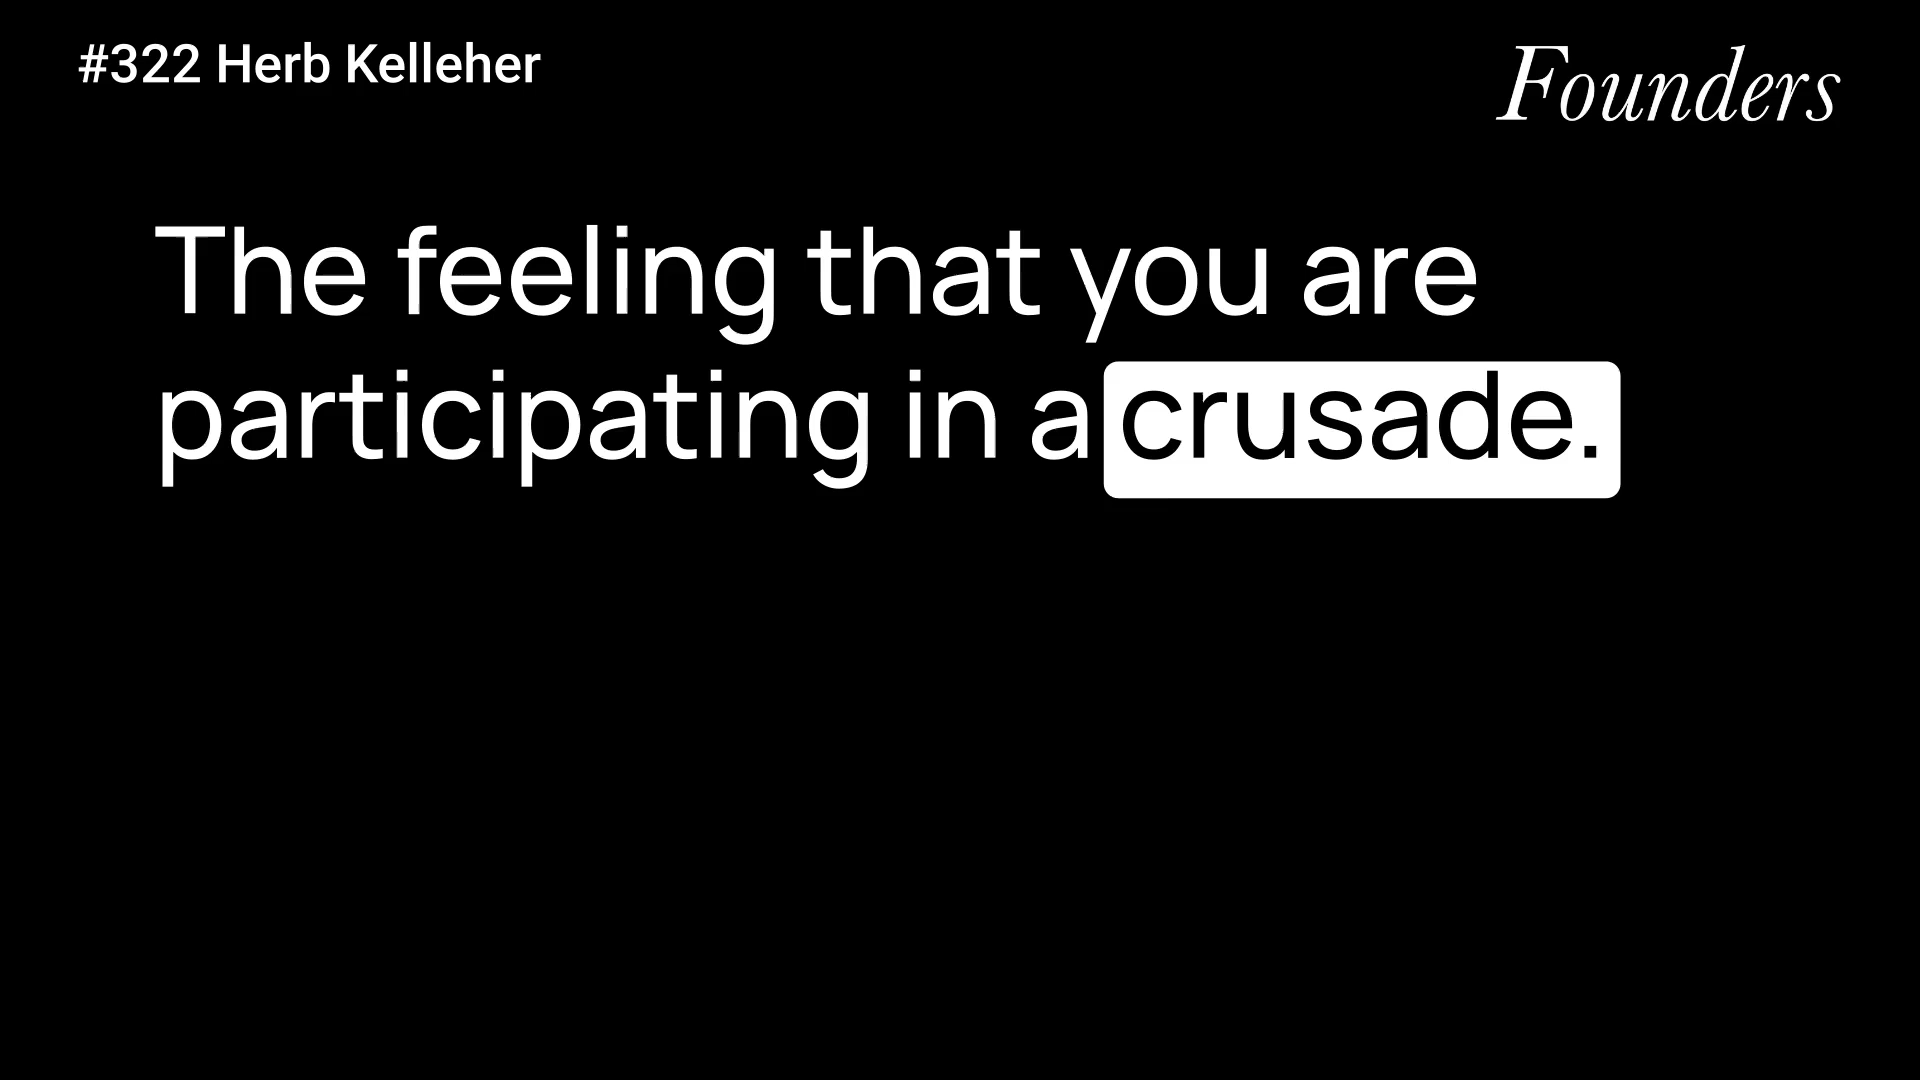 #322 Herb Kelleher
Founders
The feeling that you are
participating in a crusade.